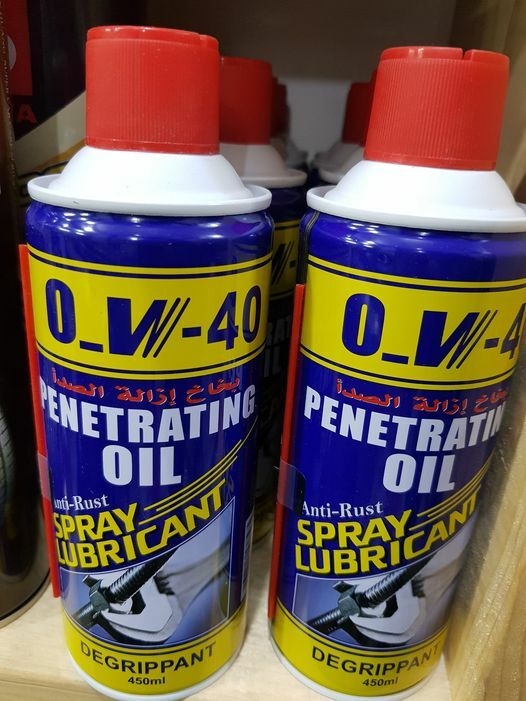 O_W-40
بخاخ إزالة الصدأ
PENETRATING
OIL
Anti-Rust
SPRAY
LUBRICANT
DEGRIPPANT
450ml
O_W-4
بخاخ إزالة الصدأ
PENETRATIN
OIL
Anti-Rust
SPRAY
LUBRICANT
DEGRIPPANT
450ml